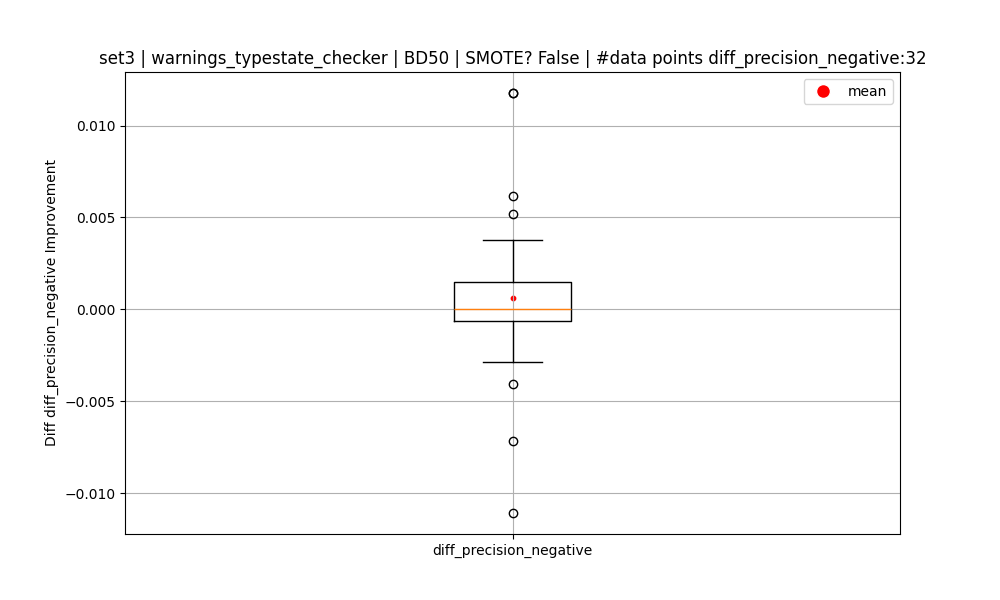 set3 | warnings_typestate_checker | BD50 | SMOTE? False | #data points diff_precision_negative:32
mean
0.010
0.005
0.000
−0.005
−0.010
Diff diff_precision_negative Improvement
diff_precision_negative